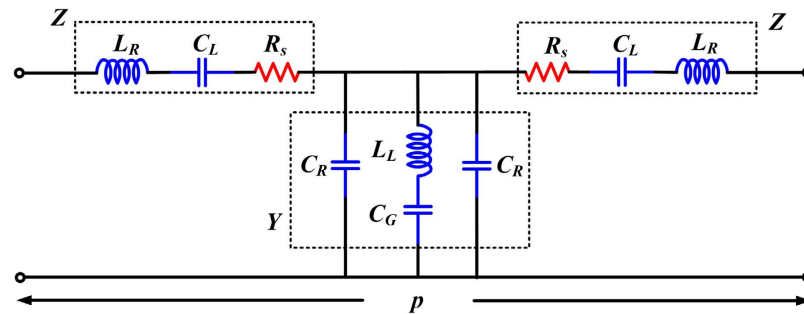 Z Z
L_R C_L R_s R_s C_L L_R
C_R L_L C_R
C_G
Y
p